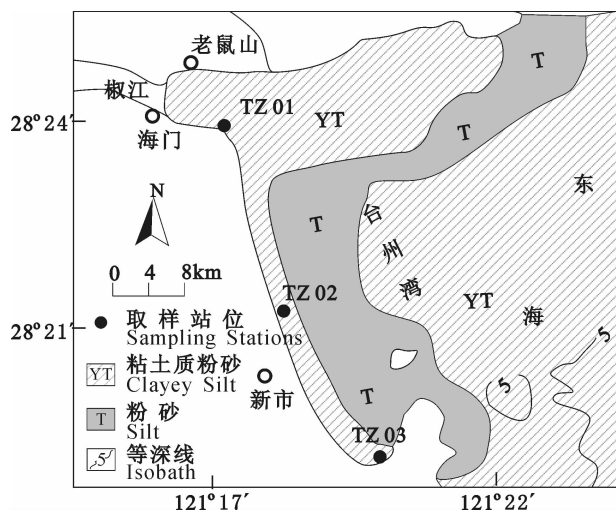 老鼠山
椒江
海门
TZ 01
YT
T
T
28°24′
东
N
台
州
湾
T
0 4 8km
TZ 02
YT
海
取样站位
Sampling Stations
28°21′
5
YT
粘土质粉砂
Clayey Silt
新市
5
T
粉砂
Silt
T
TZ 03
5
等深线
Isobath
121°17′
121°22′